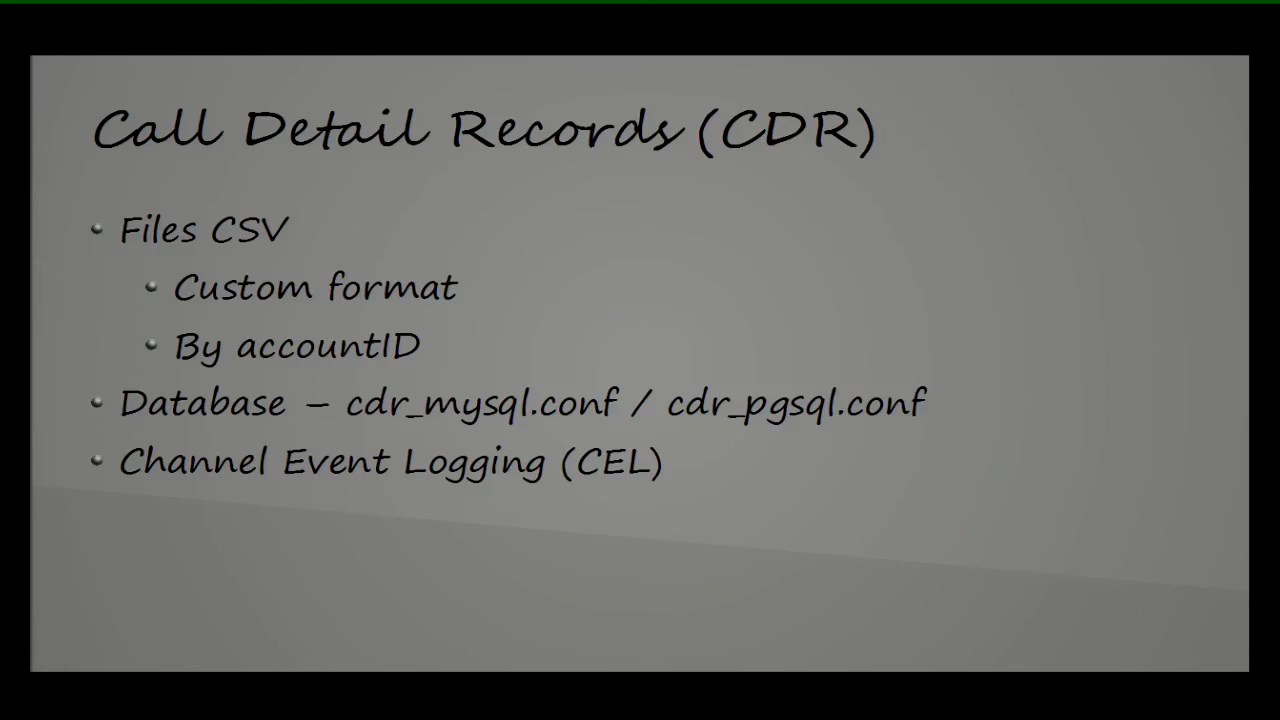 Call Detail Records (CDR)
• Files CSV
• Custom format
• By accountID
• Database – cdr_mysql.conf / cdr_pgsql.conf
• Channel Event Logging (CEL)